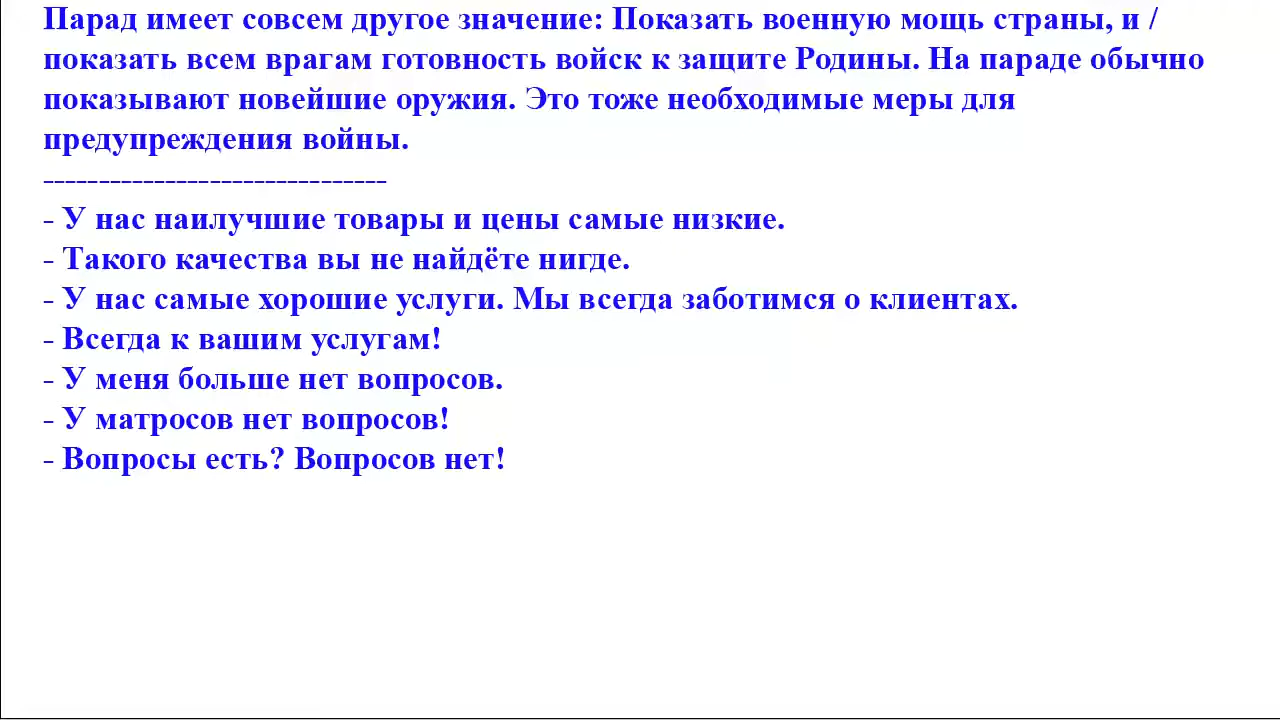 Парад имеет совсем другое значение: Показать военную мощь страны, и /
показать всем врагам готовность войск к защите Родины. На параде обычно
показывают новейшие оружия. Это тоже необходимые меры для
предупреждения войны.
-------------------------------
- У нас наилучшие товары и цены самые низкие.
- Такого качества вы не найдёте нигде.
- У нас самые хорошие услуги. Мы всегда заботимся о клиентах.
- Всегда к вашим услугам!
- У меня больше нет вопросов.
- У матросов нет вопросов!
- Вопросы есть? Вопросов нет!